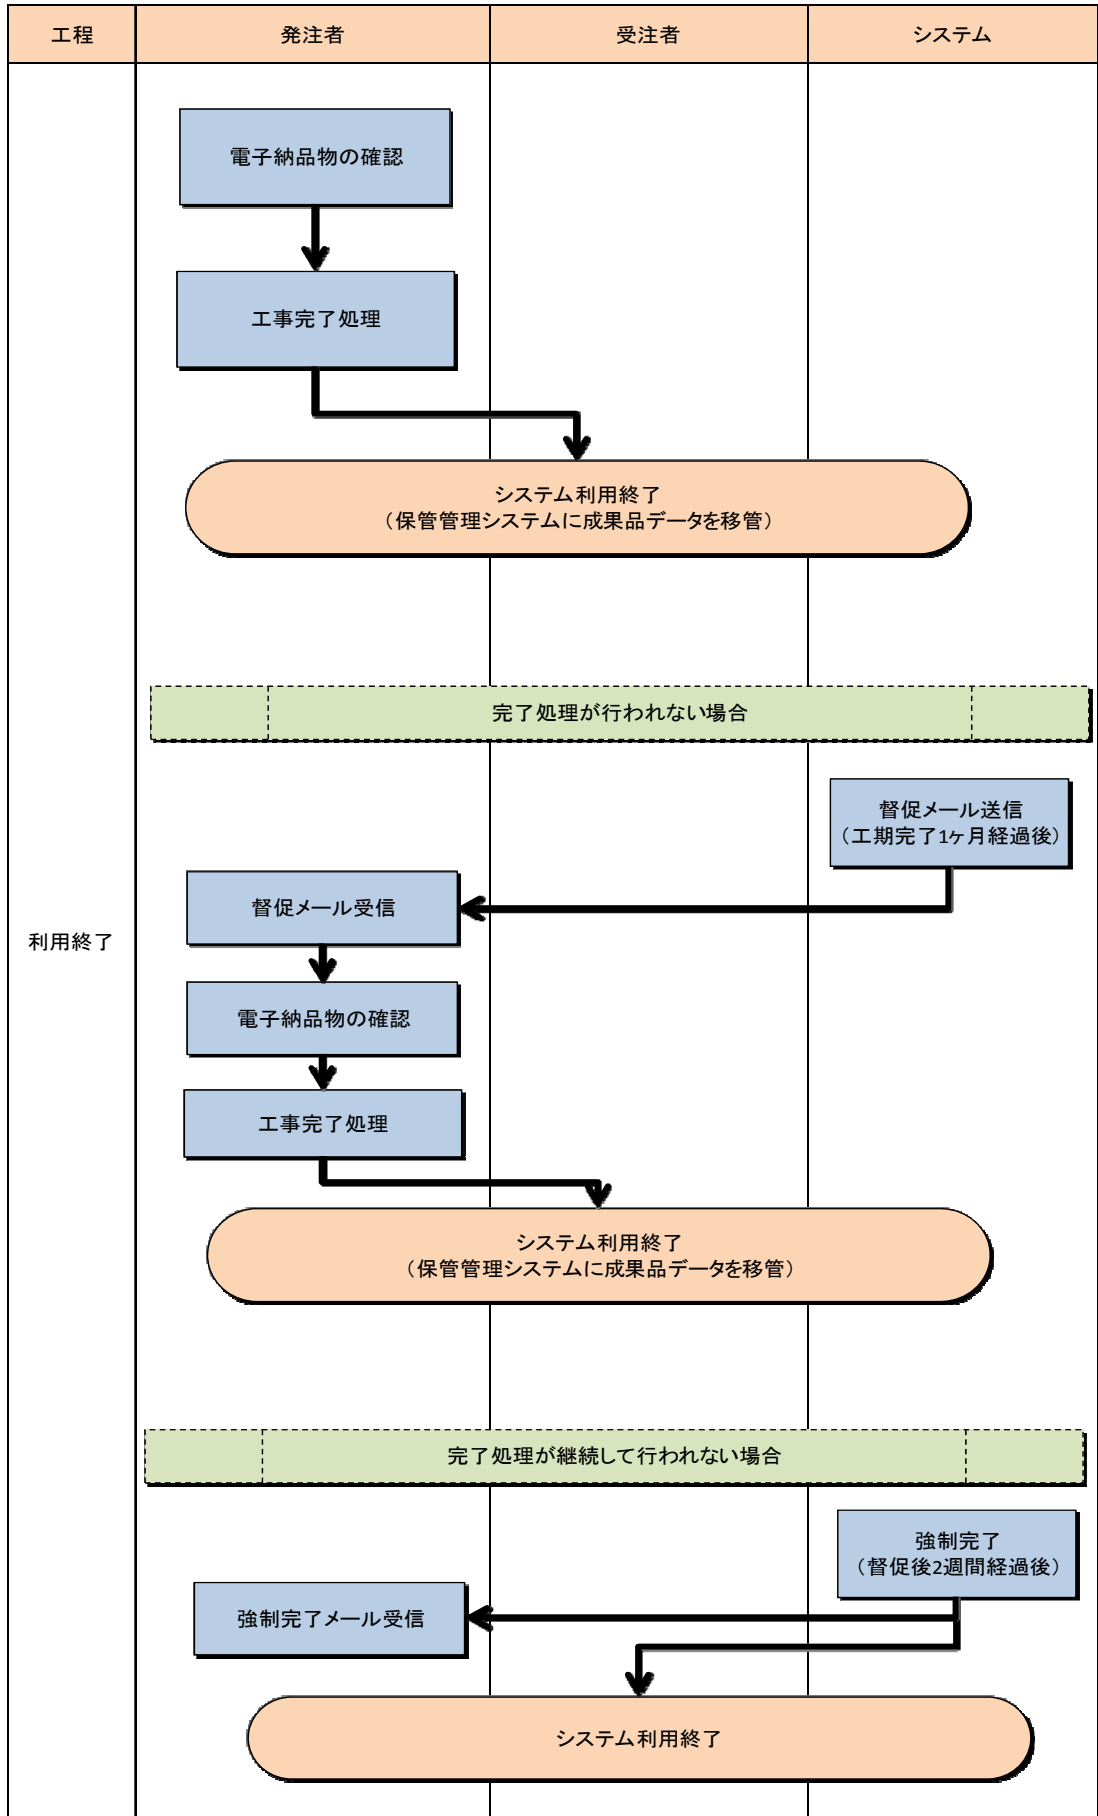 工程
発注者
受注者
システム
電子納品物の確認
工事完了処理
システム利用終了
（保管管理システムに成果品データを移管）
完了処理が行われない場合
督促メール送信
（工期完了1ヶ月経過後）
督促メール受信
利用終了
電子納品物の確認
工事完了処理
システム利用終了
（保管管理システムに成果品データを移管）
完了処理が継続して行われない場合
強制完了
（督促後2週間経過後）
強制完了メール受信
システム利用終了